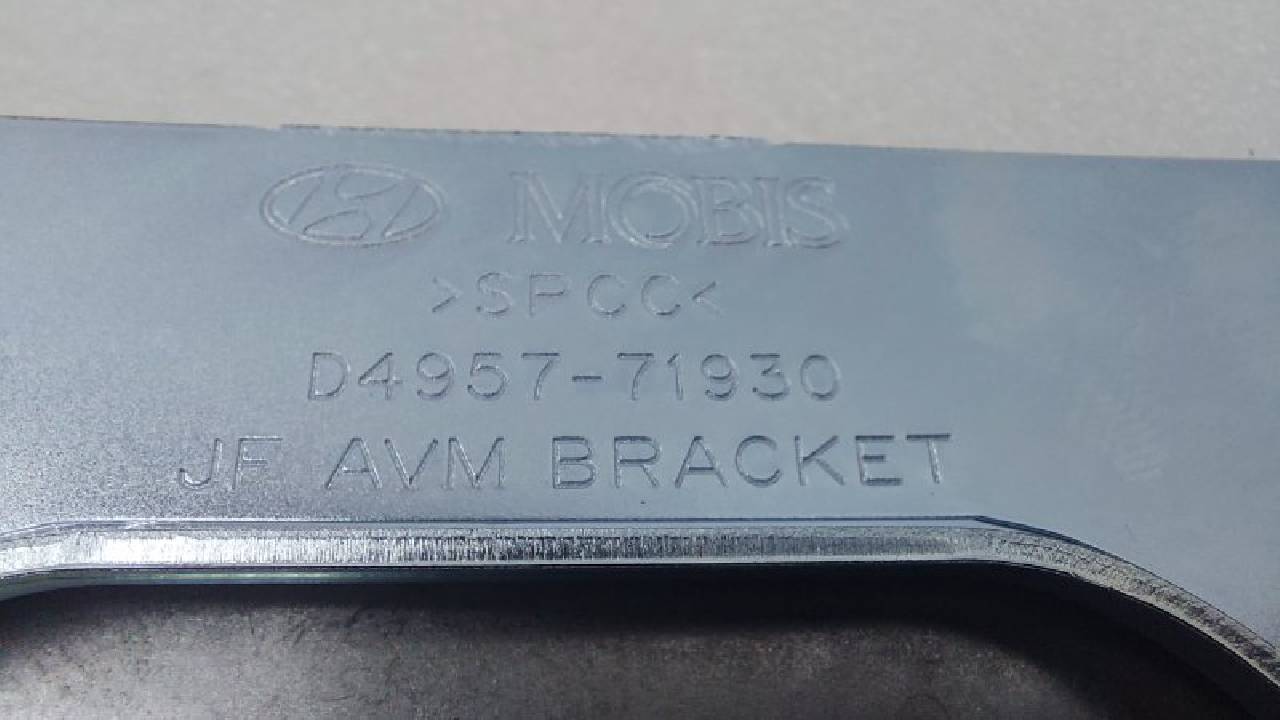 MOBIS
>SPCC<
D4957-71930
JF AVM BRACKET